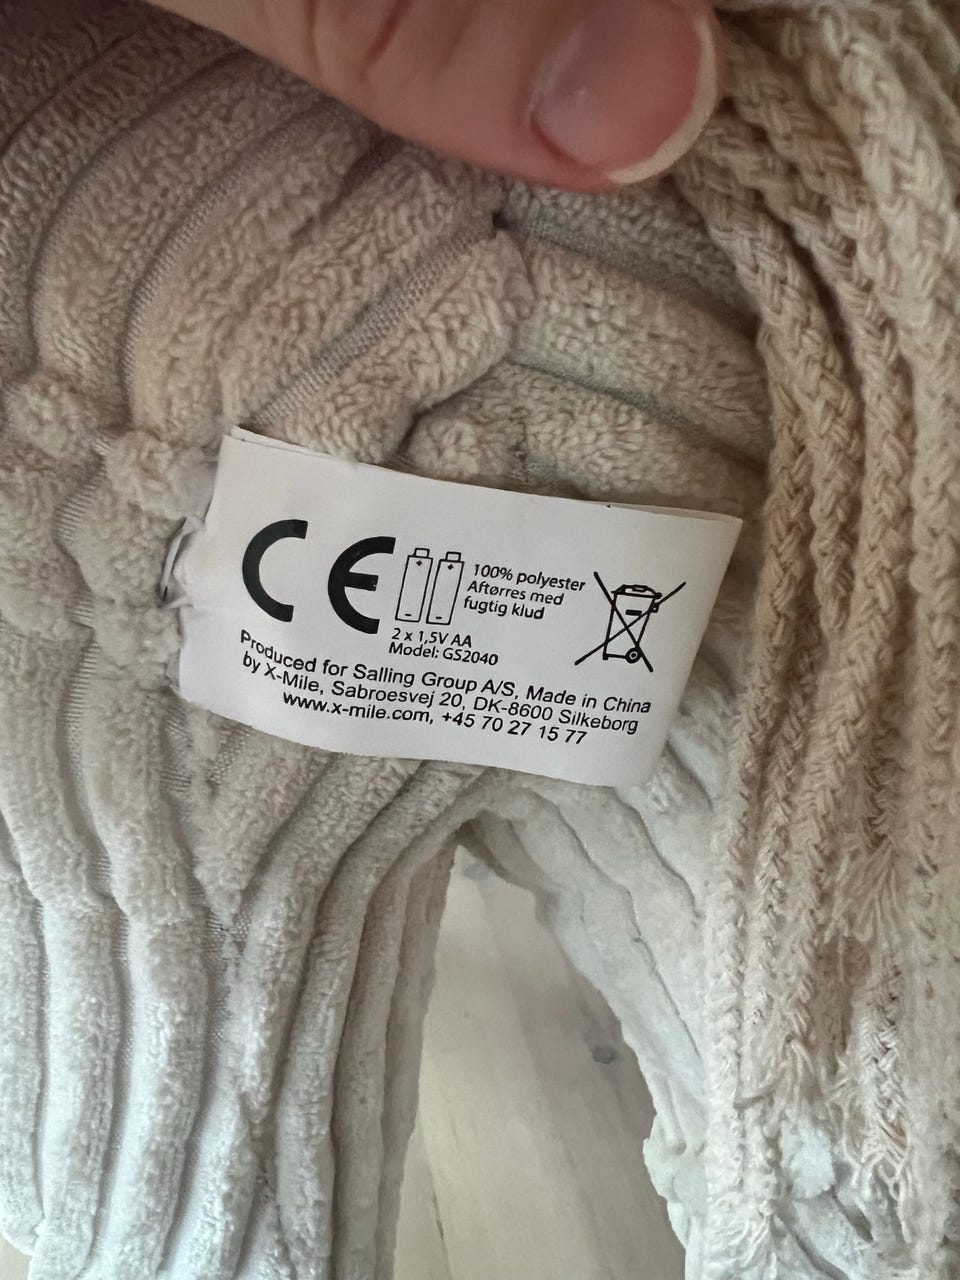 CE
100% polyester
Aftørres med
fugtig klud
2 x 1,5V AA
Model: GS2040
Produced for Salling Group A/S, Made in China
by X-Mile, Sabroesvej 20, DK-8600 Silkeborg
www.x-mile.com, +45 70 27 15 77